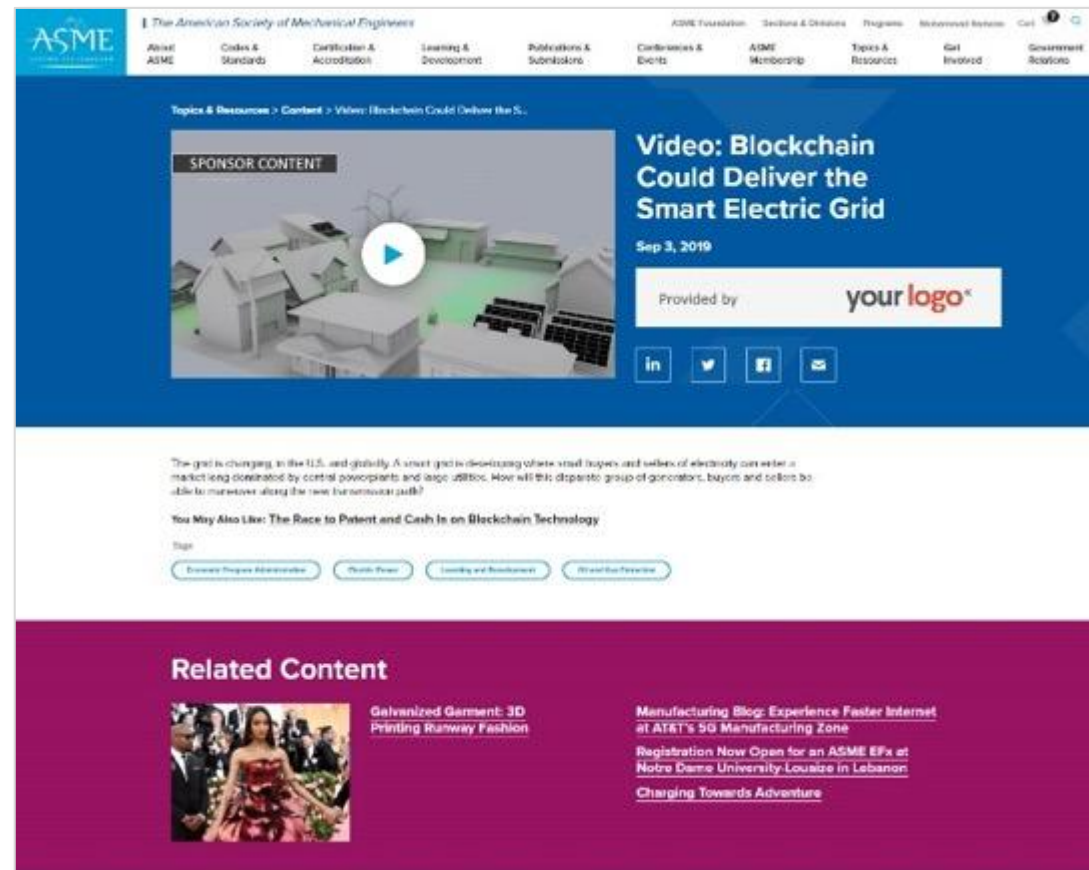 ASME
The American Society of Mechanical Engineers
ASME Foundation Sections & Divisions Programs Cart
About ASME
Codes & Standards
Certification & Accreditation
Learning & Development
Publications & Submissions
Conferences & Events
ASME Membership
Topics & Resources
Get Involved
Government Relations
Topics & Resources > Content > Video: Blockchain Could Deliver the S...
SPONSOR CONTENT
Video: Blockchain
Could Deliver the
Smart Electric Grid
Sep 3, 2019
Provided by
your logo
in
The grid is changing, in the U.S. and globally. A smart grid is developing where small buyers and sellers of electricity can enter a
market long dominated by central powerplants and large utilities. How will this disparate group of generators, buyers and sellers be
able to maneuver along the new transmission path?
You May Also Like: The Race to Patent and Cash In on Blockchain Technology
Tags
Electric Power
Learning and Development
Related Content
Galvanized Garment: 3D
Printing Runway Fashion
Manufacturing Blog: Experience Faster Internet
at AT&T's 5G Manufacturing Zone
Registration Now Open for an ASME EFx at
Notre Dame University-Louaize in Lebanon
Charging Towards Adventure